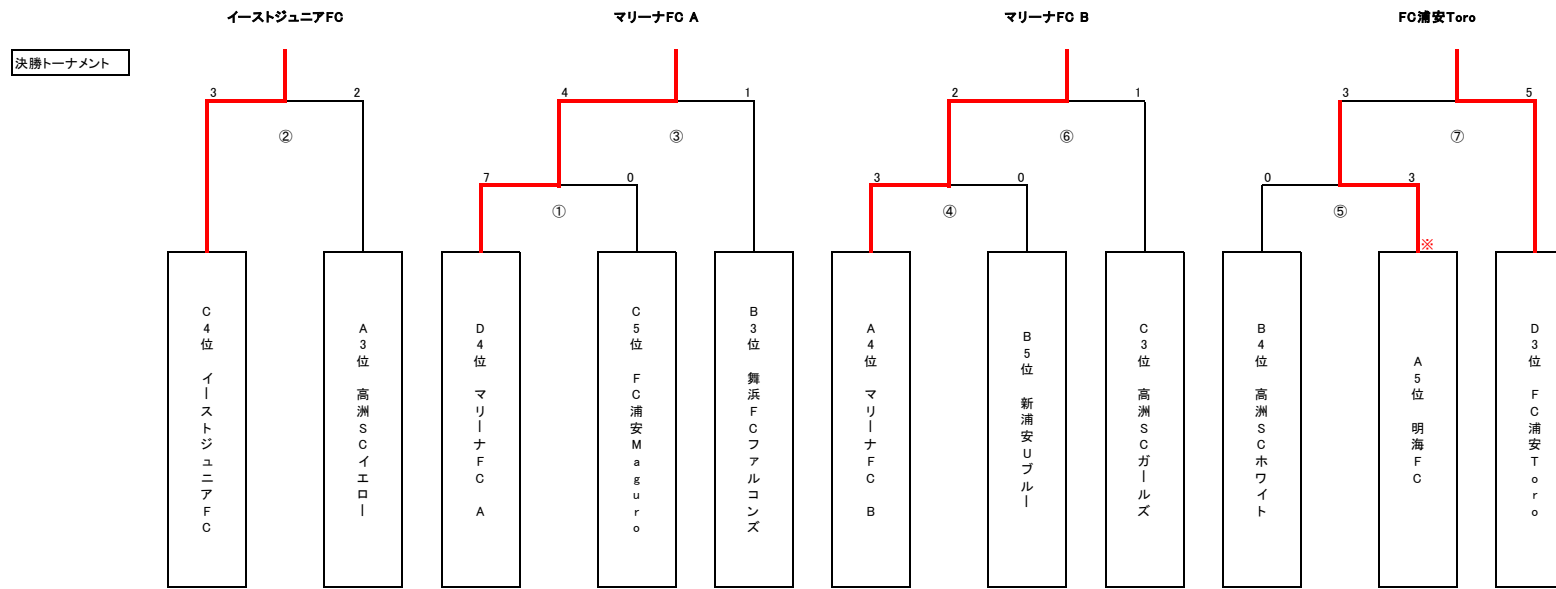 イーストジュニアFC
マリーナFC A
マリーナFC B
FC浦安Toro
決勝トーナメント
3
2
4
1
2
1
3
5
②
③
⑥
⑦
7
0
3
0
0
3
①
④
⑤
※
C4位 イーストジュニアFC
A3位 高洲SCイエロー
D4位 マリーナFC A
C5位 FC浦安Maguro
B3位 舞浜FCファルコンズ
A4位 マリーナFC B
B5位 新浦安Uブルー
C3位 高洲SCガールズ
B4位 高洲SCホワイト
A5位 明海FC
D3位 FC浦安Toro